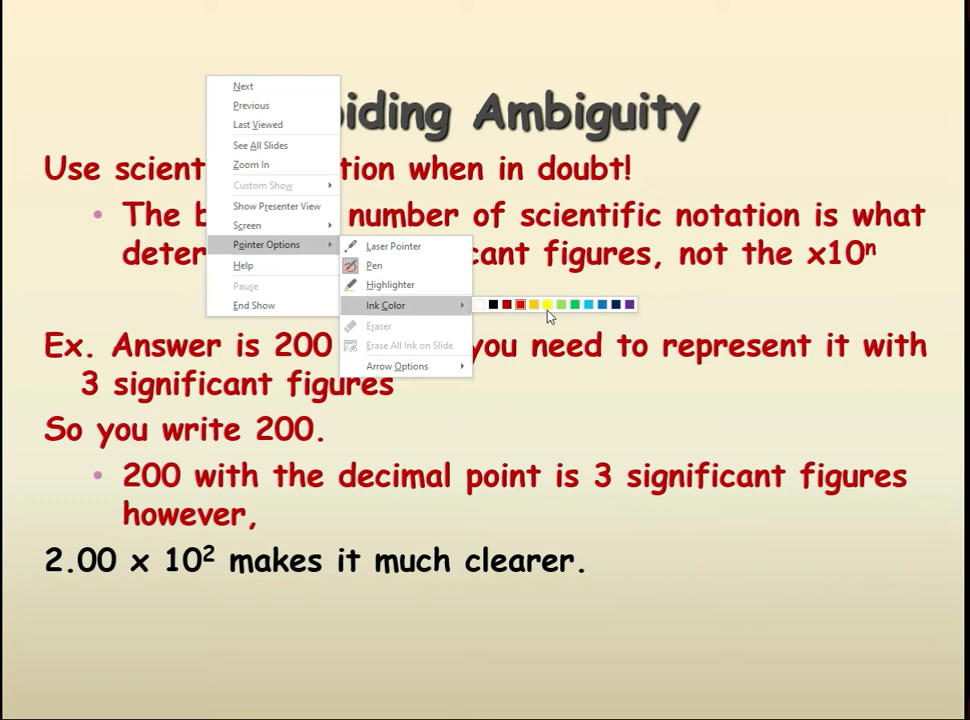 oiding Ambiguity
Use scient tion when in doubt!
• The b number of scientific notation is what
deter cant figures, not the x10ⁿ
Ex. Answer is 200 you need to represent it with
3 significant figures
So you write 200.
• 200 with the decimal point is 3 significant figures
however,
2.00 x 10² makes it much clearer.
Next
Previous
Last Viewed
See All Slides
Zoom In
Custom Show
Show Presenter View
Screen
Pointer Options
Help
Pause
End Show
Laser Pointer
Pen
Highlighter
Ink Color
Eraser
Erase All Ink on Slide
Arrow Options